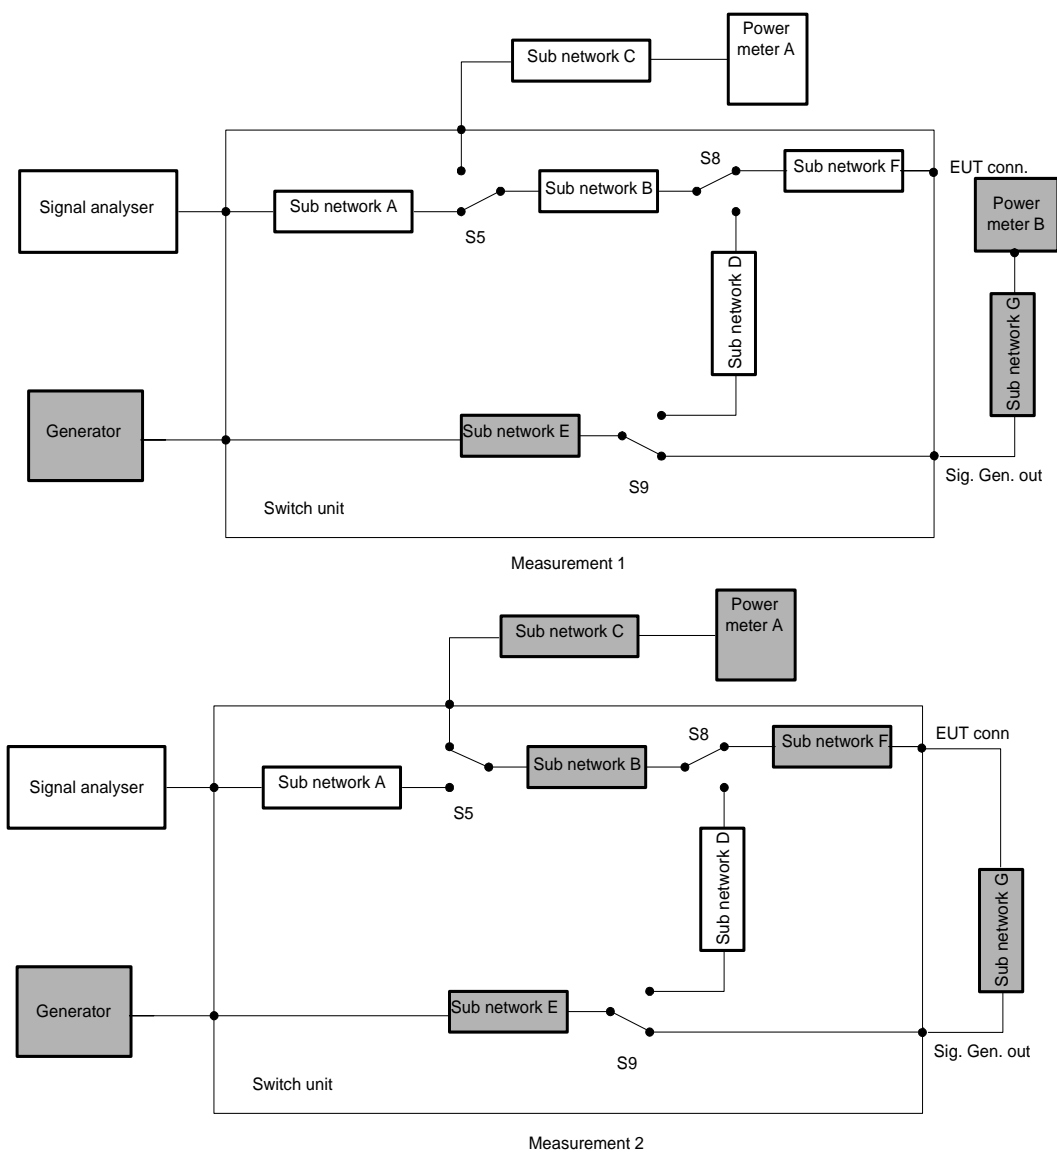 Power
meter A
Sub network C
S8
Sub network F
EUT conn.
Sub network B
Signal analyser
Sub network A
S5
Power
meter B
Sub network D
Sub network G
Generator
Sub network E
S9
Sig. Gen. out
Switch unit
Measurement 1
Power
meter A
Sub network C
S8
Sub network F
EUT conn
Sub network B
Signal analyser
Sub network A
S5
Sub network D
Sub network G
Generator
Sub network E
S9
Sig. Gen. out
Switch unit
Measurement 2